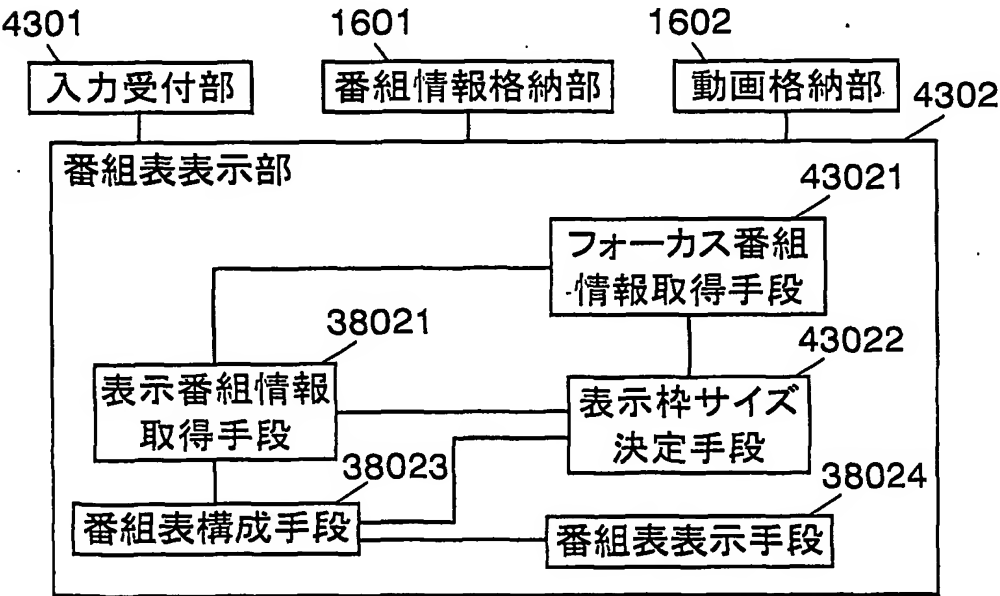 4301
1601
1602
入力受付部
番組情報格納部
動画格納部
4302
番組表表示部
43021
フォーカス番組
情報取得手段
38021
43022
表示番組情報
取得手段
表示枠サイズ
決定手段
38023
38024
番組表構成手段
番組表表示手段